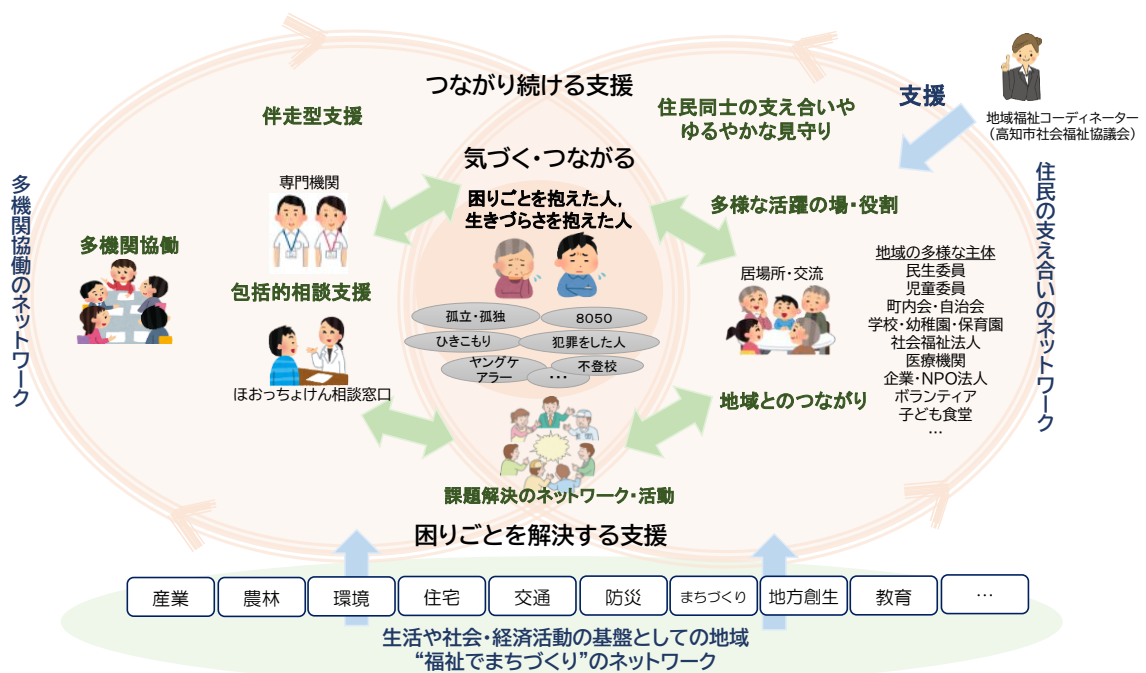 つながり続ける支援
伴走型支援
住民同士の支え合いや
ゆるやかな見守り
支援
地域福祉コーディネーター
（高知市社会福祉協議会）
気づく・つながる
困りごとを抱えた人，
生きづらさを抱えた人
専門機関
多機関協働のネットワーク
多機関協働
包括的相談支援
ほおっちょけん相談窓口
孤立・孤独
8050
ひきこもり
犯罪をした人
ヤングケ
アラー
不登校
・・・
多様な活躍の場・役割
居場所・交流
地域とのつながり
地域の多様な主体
民生委員
児童委員
町内会・自治会
学校・幼稚園・保育園
社会福祉法人
医療機関
企業・NPO法人
ボランティア
子ども食堂
…
住民の支え合いのネットワーク
課題解決のネットワーク・活動
困りごとを解決する支援
産業
農林
環境
住宅
交通
防災
まちづくり
地方創生
教育
…
生活や社会・経済活動の基盤としての地域
“福祉でまちづくり”のネットワーク